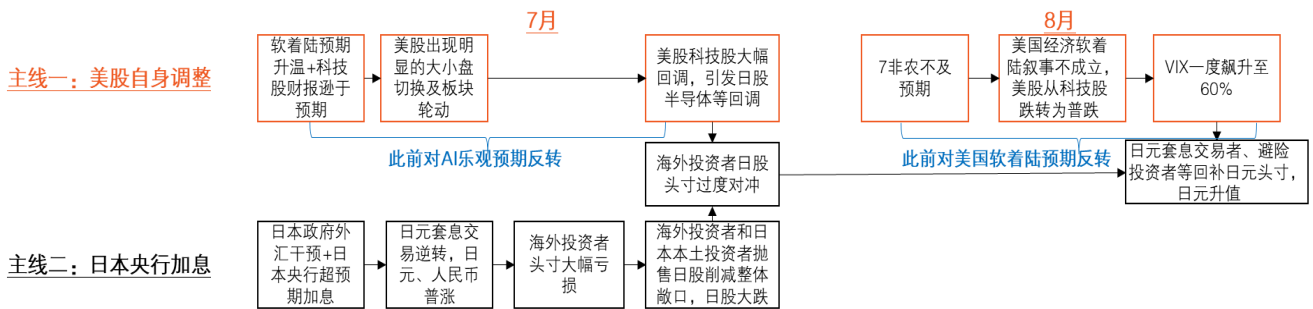 7月
8月
主线一：美股自身调整
软着陆预期
升温+科技
股财报逊于
预期
美股出现明
显的大小盘
切换及板块
轮动
美股科技股大幅
回调，引发日股
半导体等回调
7非农不及
预期
美国经济软着
陆叙事不成立，
美股从科技股
跌转为普跌
VIX一度飙升至
60%
此前对AI乐观预期反转
此前对美国软着陆预期反转
海外投资者日股
头寸过度对冲
日元套息交易者、避险
投资者等回补日元头寸，
日元升值
主线二：日本央行加息
日本政府外
汇干预+日
本央行超预
期加息
日元套息交
易逆转，日
元、人民币
普涨
海外投资者
头寸大幅亏
损
海外投资者和日
本本土投资者抛
售日股削减整体
敞口，日股大跌